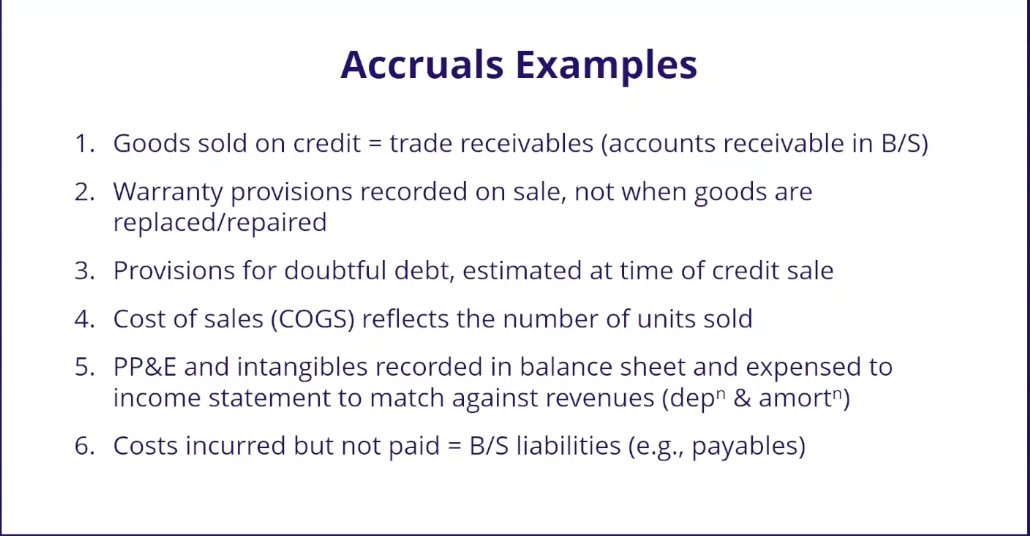 Accruals Examples
1. Goods sold on credit = trade receivables (accounts receivable in B/S)
2. Warranty provisions recorded on sale, not when goods are
replaced/repaired
3. Provisions for doubtful debt, estimated at time of credit sale
4. Cost of sales (COGS) reflects the number of units sold
5. PP&E and intangibles recorded in balance sheet and expensed to
income statement to match against revenues (depⁿ & amortⁿ)
6. Costs incurred but not paid = B/S liabilities (e.g., payables)